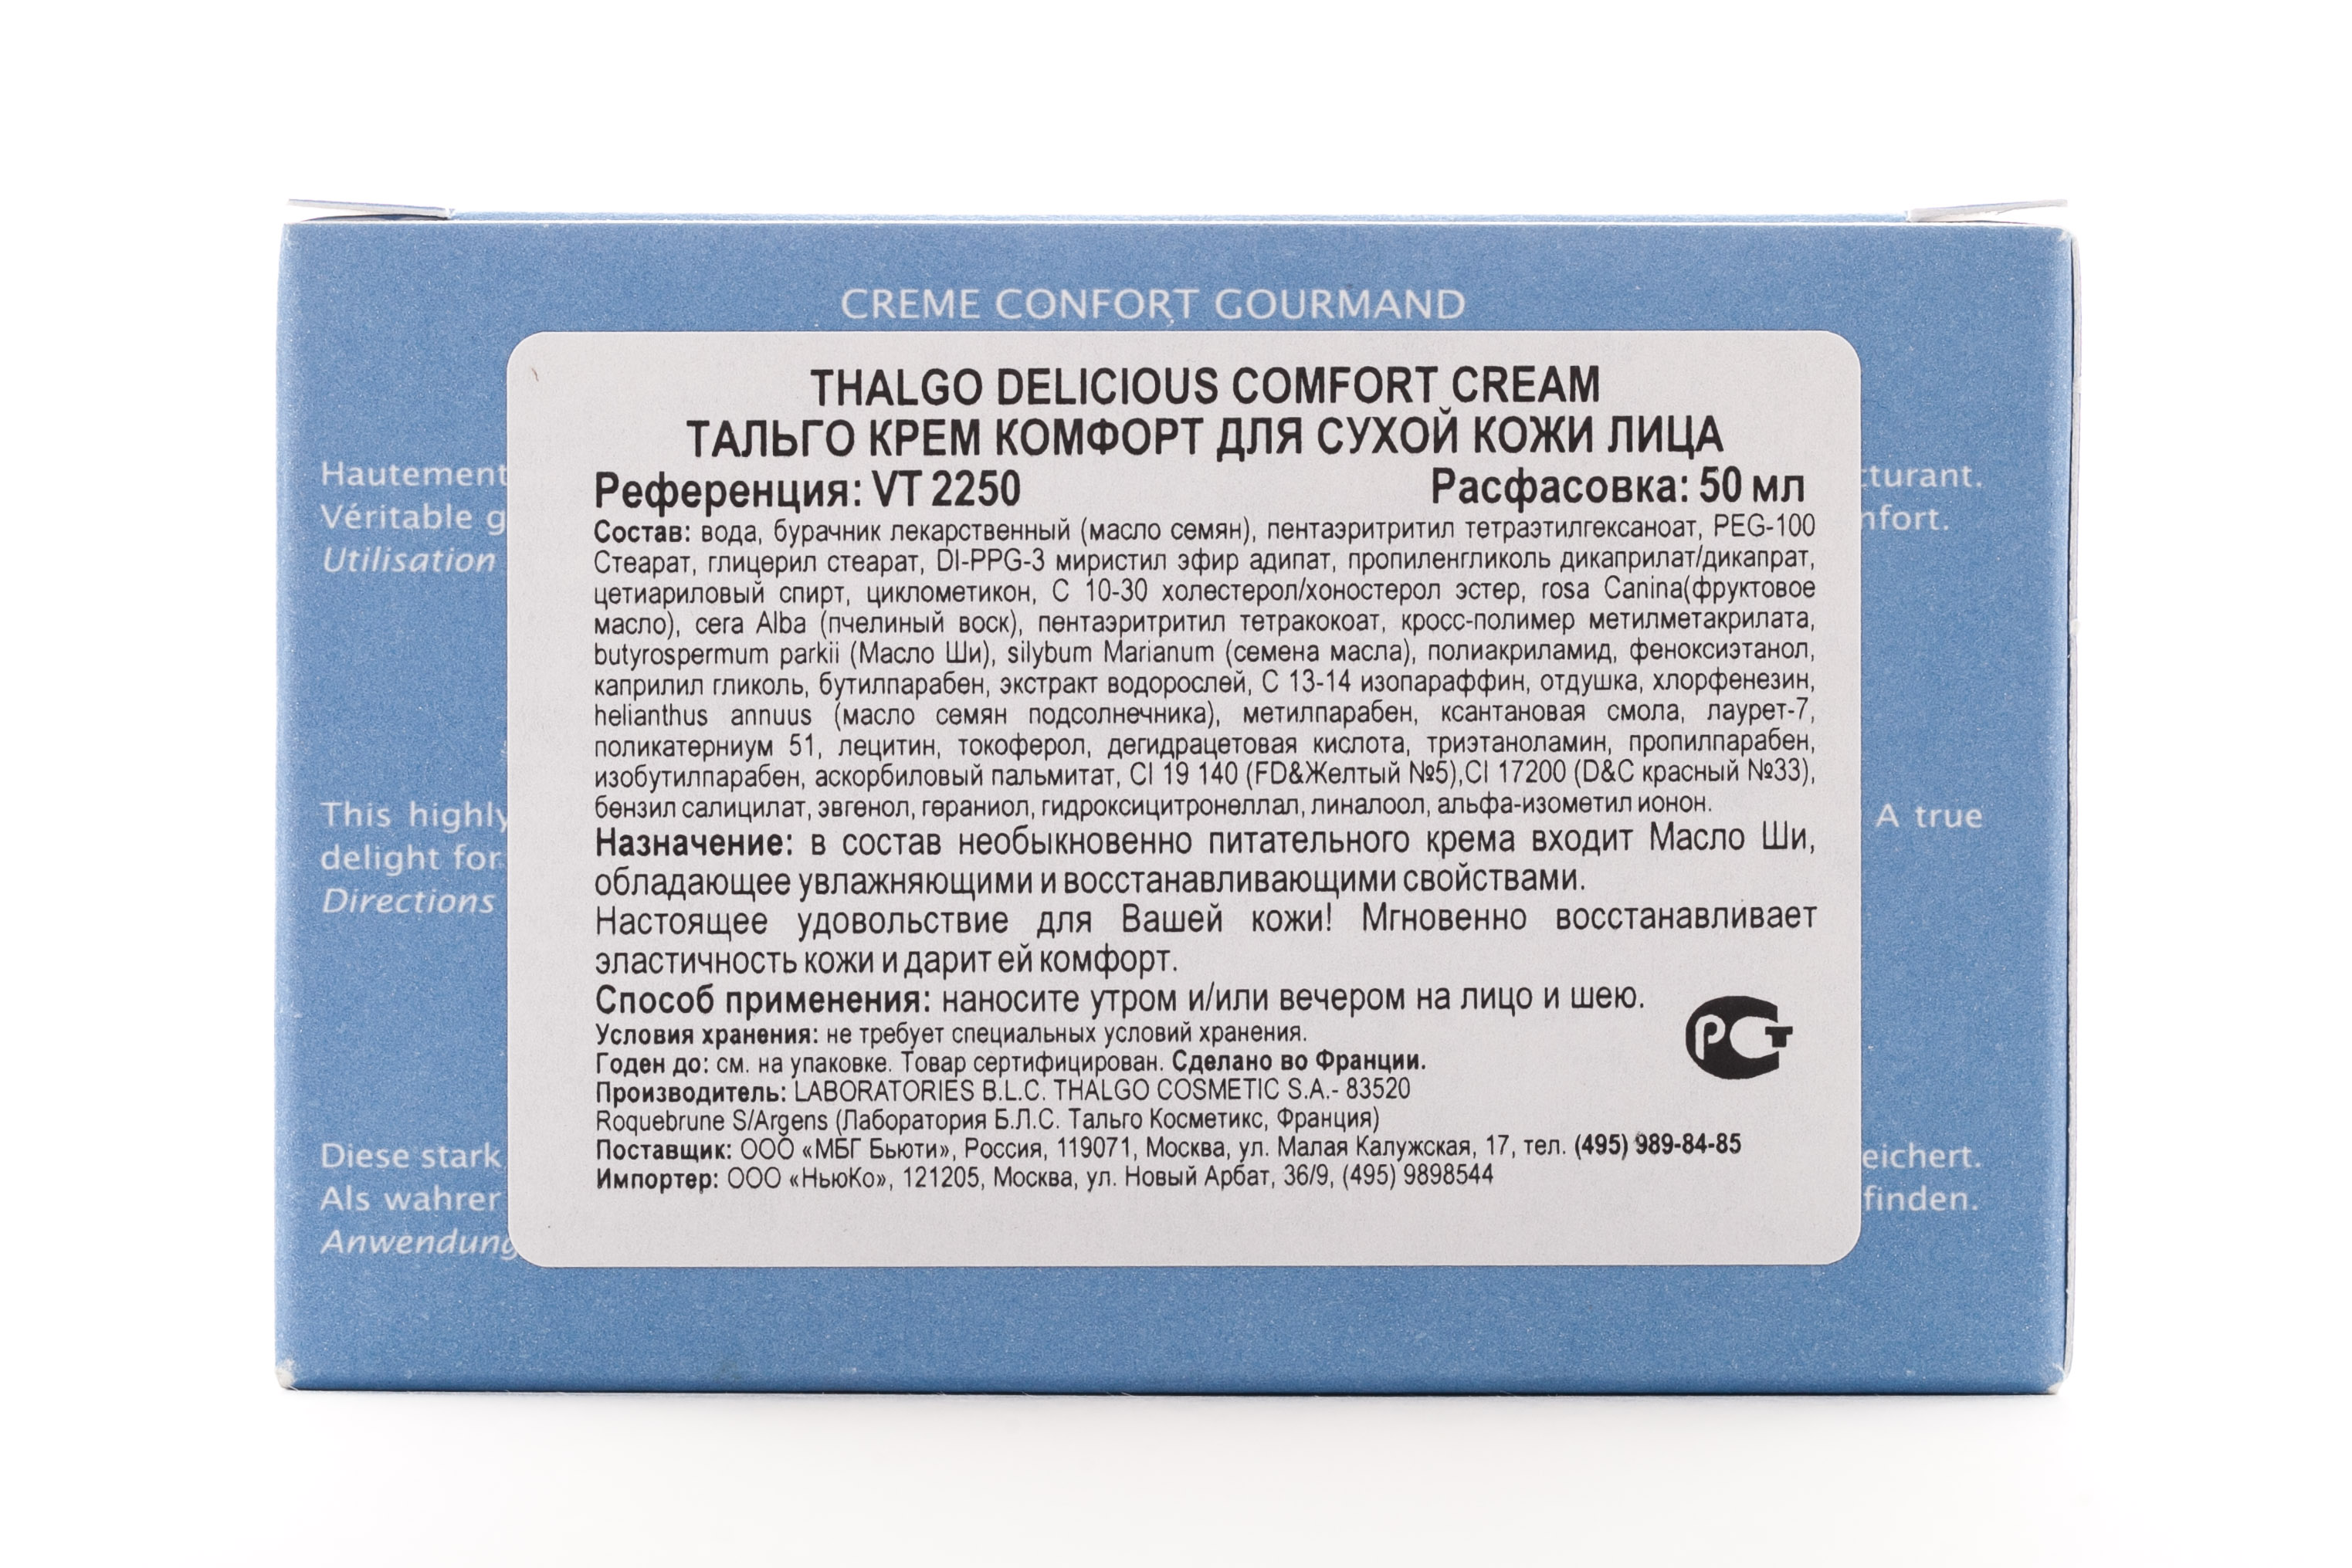 CREME CONFORT GOURMAND
THALGO DELICIOUS COMFORT CREAM
ТАЛЬГО КРЕМ КОМФОРТ ДЛЯ СУХОЙ КОЖИ ЛИЦА
Референция: VT 2250 Расфасовка: 50 мл
Состав: вода, бурачник лекарственный (масло семян), пентаэритритил тетраэтилгексаноат, PEG-100
Стеарат, глицерил стеарат, DI-PPG-3 миристил эфир адипат, пропиленгликоль дикаприлат/дикапрат,
цетиариловый спирт, циклометикон, С 10-30 холестерол/хоностерол эстер, rosa Canina(фруктовое
масло), cera Alba (пчелиный воск), пентаэритритил тетракокоат, кросс-полимер метилметакрилата,
butyrospermum parkii (Масло Ши), silybum Marianum (семена масла), полиакриламид, феноксиэтанол,
каприлил гликоль, бутилпарабен, экстракт водорослей, С 13-14 изопараффин, отдушка, хлорфенезин,
helianthus annuus (масло семян подсолнечника), метилпарабен, ксантановая смола, лаурет-7,
поликатерниум 51, лецитин, токоферол, дегидрацетовая кислота, триэтаноламин, пропилпарабен,
изобутилпарабен, аскорбиловый пальмитат, CI 19 140 (FD&Желтый №5),CI 17200 (D&C красный №33),
бензил салицилат, эвгенол, гераниол, гидроксицитронеллал, линалоол, альфа-изометил ионон.
Назначение: в состав необыкновенно питательного крема входит Масло Ши,
обладающее увлажняющими и восстанавливающими свойствами.
Настоящее удовольствие для Вашей кожи! Мгновенно восстанавливает
эластичность кожи и дарит ей комфорт.
Способ применения: наносите утром и/или вечером на лицо и шею.
Условия хранения: не требует специальных условий хранения.
Годен до: см. на упаковке. Товар сертифицирован. Сделано во Франции.
Производитель: LABORATORIES B.L.C. THALGO COSMETIC S.A.- 83520
Roquebrune S/Argens (Лаборатория Б.Л.С. Тальго Косметикс, Франция)
Поставщик: ООО «МБГ Бьюти», Россия, 119071, Москва, ул. Малая Калужская, 17, тел. (495) 989-84-85
Импортер: ООО «НьюКо», 121205, Москва, ул. Новый Арбат, 36/9, (495) 9898544
РСТ
Hautement
Véritable g
Utilisation
This highly
delight for
Directions
Diese stark
Als wahrer
Anwendung
cturant.
nfort.
A true
eichert.
finden.